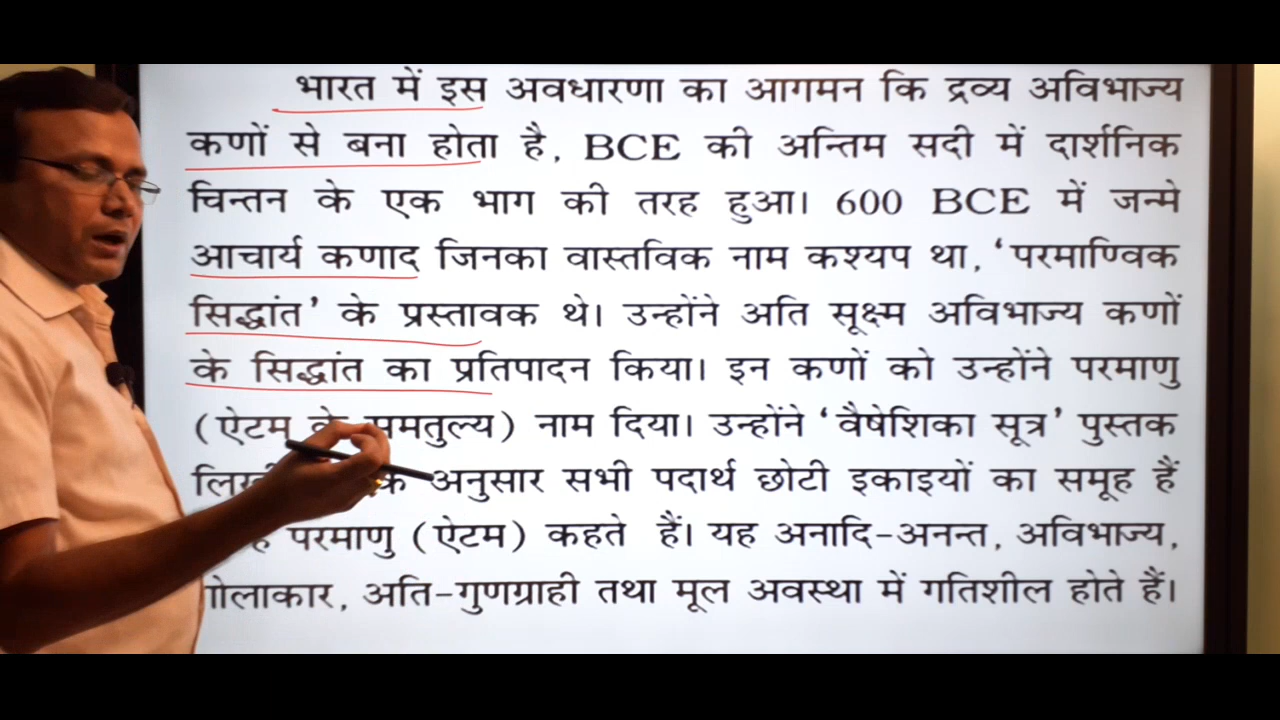 भारत में इस अवधारणा का आगमन कि द्रव्य अविभाज्य
कणों से बना होता है, BCE की अन्तिम सदी में दार्शनिक
चिन्तन के एक भाग की तरह हुआ। 600 BCE में जन्मे
आचार्य कणाद जिनका वास्तविक नाम कश्यप था, ‘परमाण्विक
सिद्धांत’ के प्रस्तावक थे। उन्होंने अति सूक्ष्म अविभाज्य कणों
के सिद्धांत का प्रतिपादन किया। इन कणों को उन्होंने परमाणु
(ऐटम के समतुल्य) नाम दिया। उन्होंने ‘वैषेशिका सूत्र’ पुस्तक
अनुसार सभी पदार्थ छोटी इकाइयों का समूह हैं
परमाणु (ऐटम) कहते हैं। यह अनादि-अनन्त, अविभाज्य,
गोलाकार, अति-गुणग्राही तथा मूल अवस्था में गतिशील होते हैं।